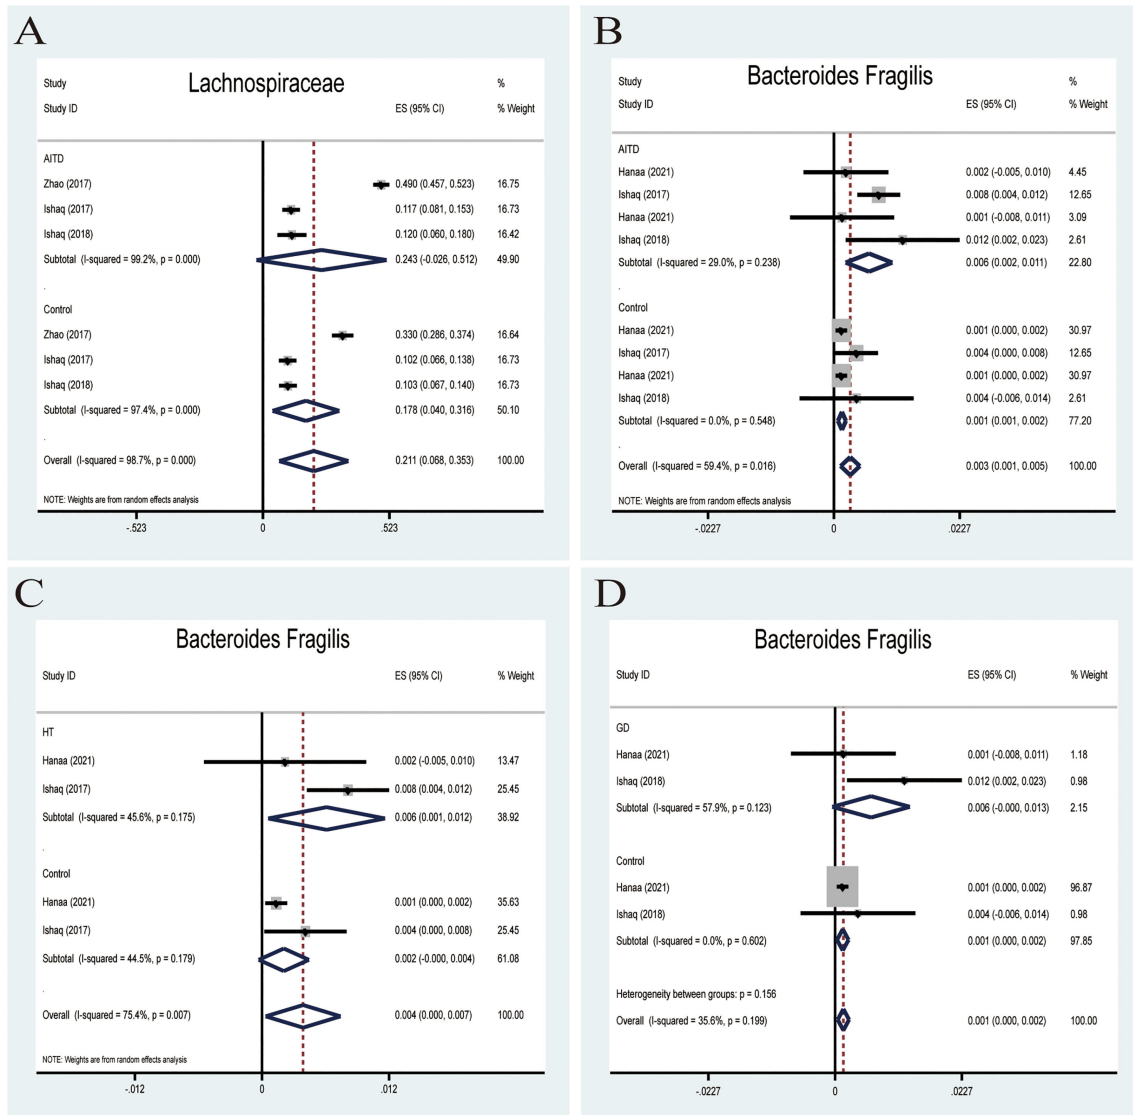 A
Study Lachnospiraceae %
Study ID ES (95% CI) % Weight
AITD
Zhao (2017) 0.490 (0.457, 0.523) 16.75
Ishaq (2017) 0.117 (0.081, 0.153) 16.73
Ishaq (2018) 0.120 (0.060, 0.180) 16.42
Subtotal (I-squared = 99.2%, p = 0.000) 0.243 (-0.026, 0.512) 49.90
.
Control
Zhao (2017) 0.330 (0.286, 0.374) 16.64
Ishaq (2017) 0.102 (0.066, 0.138) 16.73
Ishaq (2018) 0.103 (0.067, 0.140) 16.73
Subtotal (I-squared = 97.4%, p = 0.000) 0.178 (0.040, 0.316) 50.10
.
Overall (I-squared = 98.7%, p = 0.000) 0.211 (0.068, 0.353) 100.00
NOTE: Weights are from random effects analysis
-.523 0 .523
B
Study Bacteroides Fragilis %
Study ID ES (95% CI) % Weight
AITD
Hanaa (2021) 0.002 (-0.005, 0.010) 4.45
Ishaq (2017) 0.008 (0.004, 0.012) 12.65
Hanaa (2021) 0.001 (-0.008, 0.011) 3.09
Ishaq (2018) 0.012 (0.002, 0.023) 2.61
Subtotal (I-squared = 29.0%, p = 0.238) 0.006 (0.002, 0.011) 22.80
.
Control
Hanaa (2021) 0.001 (0.000, 0.002) 30.97
Ishaq (2017) 0.004 (0.000, 0.008) 12.65
Hanaa (2021) 0.001 (0.000, 0.002) 30.97
Ishaq (2018) 0.004 (-0.006, 0.014) 2.61
Subtotal (I-squared = 0.0%, p = 0.548) 0.001 (0.001, 0.002) 77.20
.
Overall (I-squared = 59.4%, p = 0.016) 0.003 (0.001, 0.005) 100.00
NOTE: Weights are from random effects analysis
-.0227 0 .0227
C
Bacteroides Fragilis
Study ID ES (95% CI) % Weight
HT
Hanaa (2021) 0.002 (-0.005, 0.010) 13.47
Ishaq (2017) 0.008 (0.004, 0.012) 25.45
Subtotal (I-squared = 45.6%, p = 0.175) 0.006 (0.001, 0.012) 38.92
.
Control
Hanaa (2021) 0.001 (0.000, 0.002) 35.63
Ishaq (2017) 0.004 (0.000, 0.008) 25.45
Subtotal (I-squared = 44.5%, p = 0.179) 0.002 (-0.000, 0.004) 61.08
.
Overall (I-squared = 75.4%, p = 0.007) 0.004 (0.000, 0.007) 100.00
NOTE: Weights are from random effects analysis
-.012 0 .012
D
Bacteroides Fragilis
Study ID ES (95% CI) % Weight
GD
Hanaa (2021) 0.001 (-0.008, 0.011) 1.18
Ishaq (2018) 0.012 (0.002, 0.023) 0.98
Subtotal (I-squared = 57.9%, p = 0.123) 0.006 (-0.000, 0.013) 2.15
.
Control
Hanaa (2021) 0.001 (0.000, 0.002) 96.87
Ishaq (2018) 0.004 (-0.006, 0.014) 0.98
Subtotal (I-squared = 0.0%, p = 0.602) 0.001 (0.000, 0.002) 97.85
.
Heterogeneity between groups: p = 0.156
Overall (I-squared = 35.6%, p = 0.199) 0.001 (0.000, 0.002) 100.00
-.0227 0 .0227